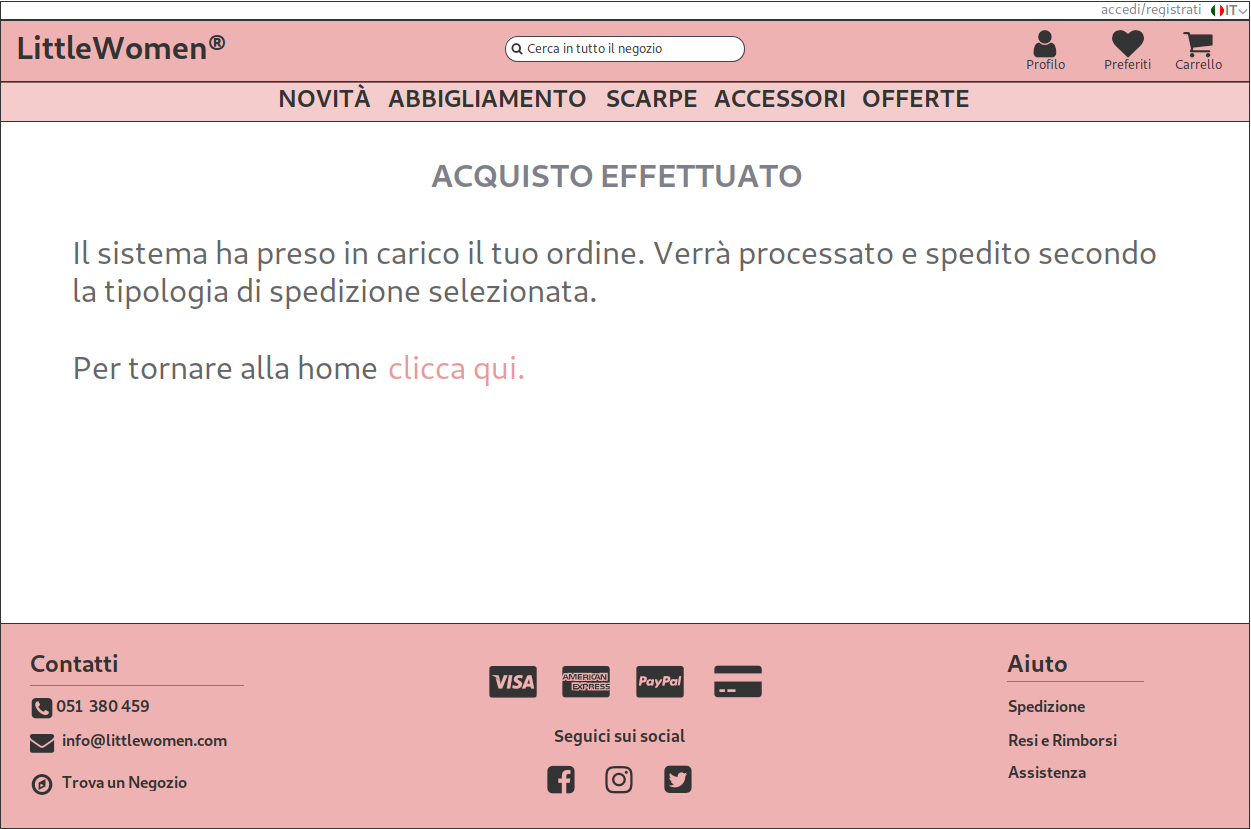 accedi/registrati IT
LittleWomen®
Cerca in tutto il negozio
Profilo Preferiti Carrello
NOVITÀ ABBIGLIAMENTO SCARPE ACCESSORI OFFERTE
ACQUISTO EFFETTUATO
Il sistema ha preso in carico il tuo ordine. Verrà processato e spedito secondo
la tipologia di spedizione selezionata.
Per tornare alla home clicca qui.
Contatti
051 380 459
info@littlewomen.com
Trova un Negozio
VISA AMERICAN EXPRESS PayPal
Seguici sui social
Aiuto
Spedizione
Resi e Rimborsi
Assistenza